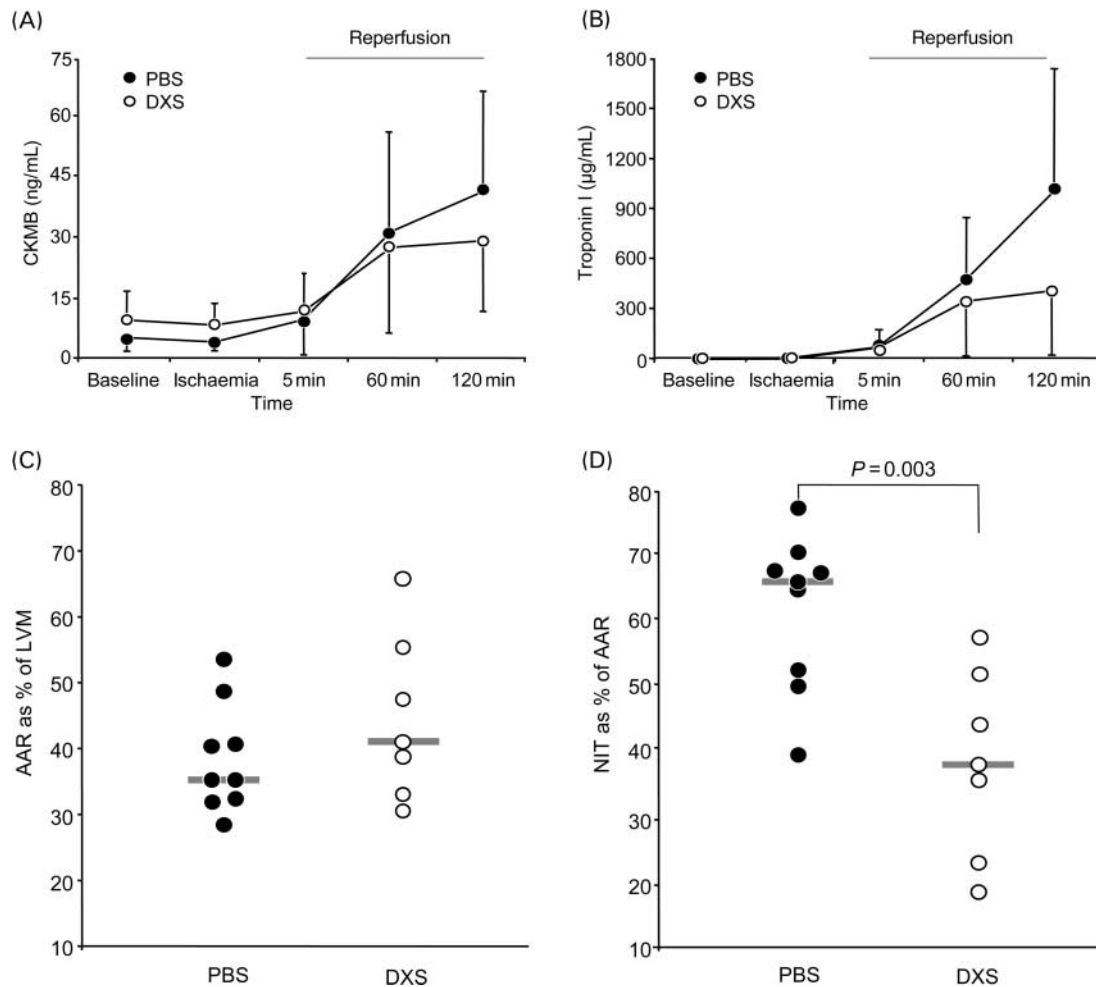 (A)
Reperfusion
75
60
45
30
15
0
CKMB (ng/mL)
PBS
DXS
Baseline Ischaemia 5 min 60 min 120 min
Time
(B)
Reperfusion
1800
1500
1200
900
600
300
0
Troponin I (µg/mL)
PBS
DXS
Baseline Ischaemia 5 min 60 min 120 min
Time
(C)
80
70
60
50
40
30
20
10
AAR as % of LVM
PBS DXS
(D)
P = 0.003
80
70
60
50
40
30
20
10
NIT as % of AAR
PBS DXS